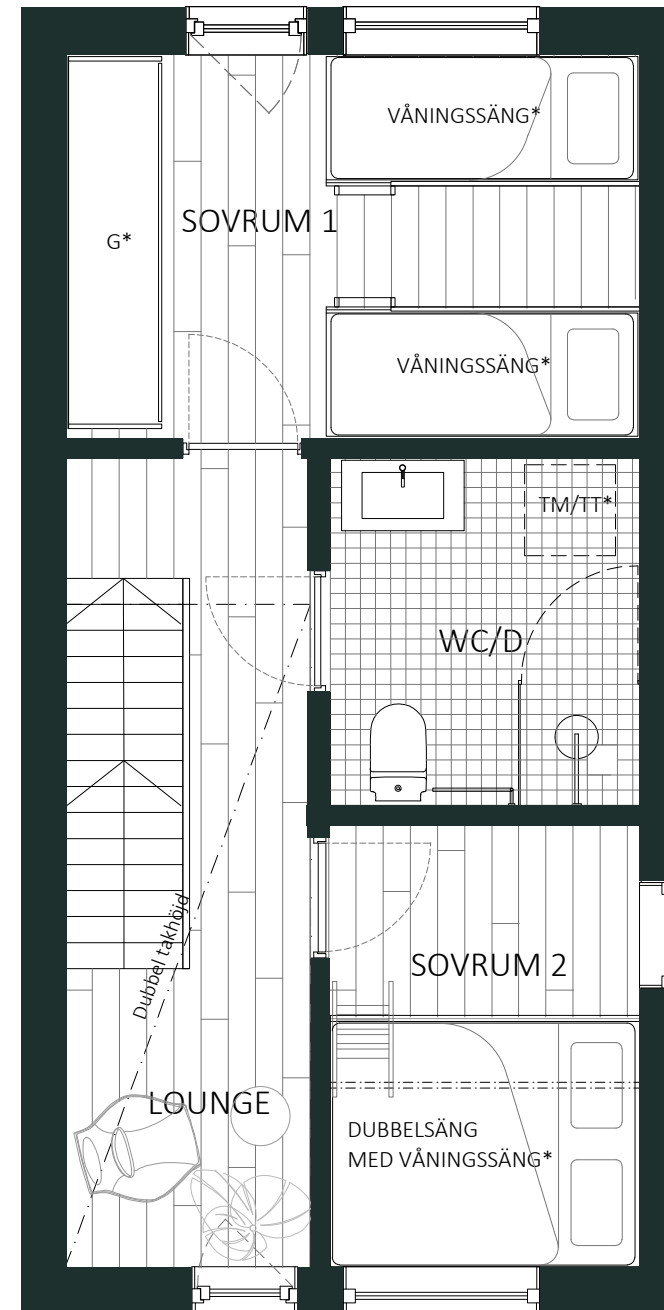 VÅNINGSSÄNG*
SOVRUM 1
G*
VÅNINGSSÄNG*
TM/TT*
WC/D
Dubbel takhöjd
SOVRUM 2
LOUNGE
DUBBELSÄNG
MED VÅNINGSSÄNG*